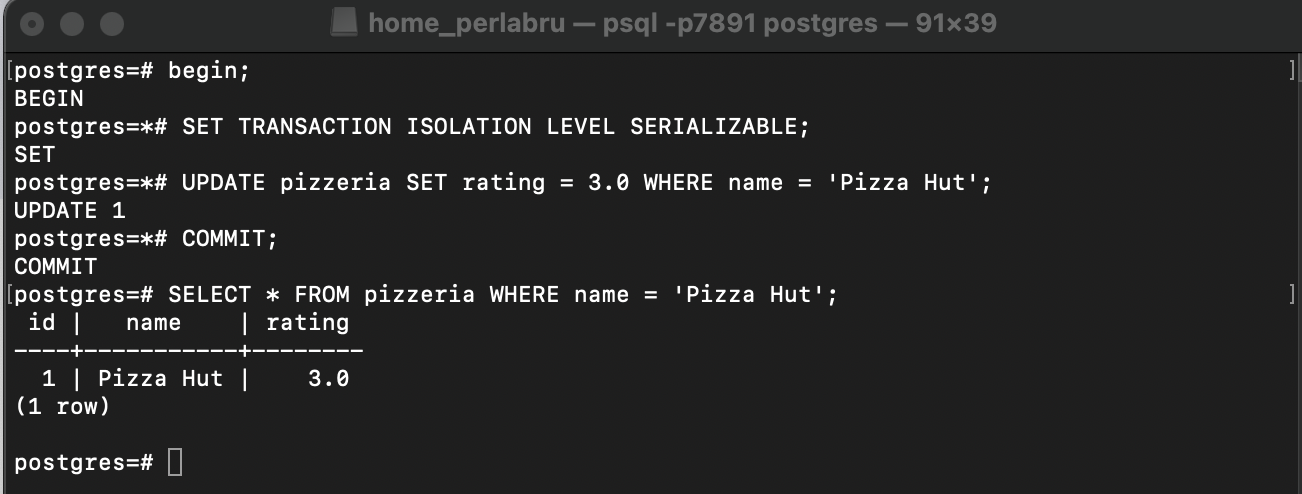 home_perlabru — psql -p7891 postgres — 91×39
[postgres=# begin; ]
BEGIN
postgres=*# SET TRANSACTION ISOLATION LEVEL SERIALIZABLE;
SET
postgres=*# UPDATE pizzeria SET rating = 3.0 WHERE name = 'Pizza Hut';
UPDATE 1
postgres=*# COMMIT;
COMMIT
[postgres=# SELECT * FROM pizzeria WHERE name = 'Pizza Hut'; ]
 id |   name    | rating
----+-----------+--------
  1 | Pizza Hut |    3.0
(1 row)
postgres=#